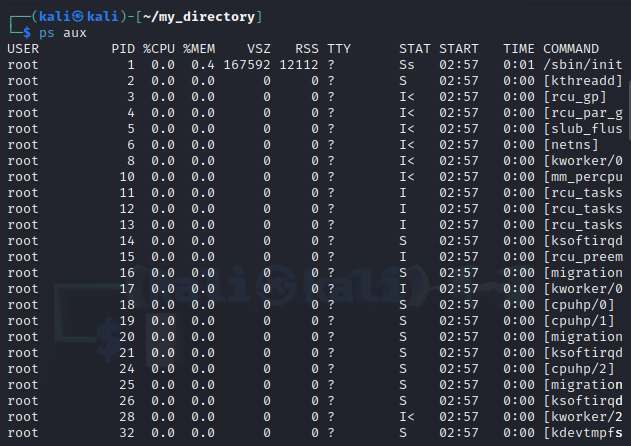 ┌──(kali㉿kali)-[~/my_directory]
└─$ ps aux
USER         PID %CPU %MEM    VSZ   RSS TTY      STAT START   TIME COMMAND
root           1  0.0  0.4 167592 12112 ?        Ss   02:57   0:01 /sbin/init
root           2  0.0  0.0      0     0 ?        S    02:57   0:00 [kthreadd]
root           3  0.0  0.0      0     0 ?        I<   02:57   0:00 [rcu_gp]
root           4  0.0  0.0      0     0 ?        I<   02:57   0:00 [rcu_par_g
root           5  0.0  0.0      0     0 ?        I<   02:57   0:00 [slub_flus
root           6  0.0  0.0      0     0 ?        I<   02:57   0:00 [netns]
root           8  0.0  0.0      0     0 ?        I<   02:57   0:00 [kworker/0
root          10  0.0  0.0      0     0 ?        I<   02:57   0:00 [mm_percpu
root          11  0.0  0.0      0     0 ?        I    02:57   0:00 [rcu_tasks
root          12  0.0  0.0      0     0 ?        I    02:57   0:00 [rcu_tasks
root          13  0.0  0.0      0     0 ?        I    02:57   0:00 [rcu_tasks
root          14  0.0  0.0      0     0 ?        S    02:57   0:00 [ksoftirqd
root          15  0.0  0.0      0     0 ?        I    02:57   0:00 [rcu_preem
root          16  0.0  0.0      0     0 ?        S    02:57   0:00 [migration
root          17  0.0  0.0      0     0 ?        I    02:57   0:00 [kworker/0
root          18  0.0  0.0      0     0 ?        S    02:57   0:00 [cpuhp/0]
root          19  0.0  0.0      0     0 ?        S    02:57   0:00 [cpuhp/1]
root          20  0.0  0.0      0     0 ?        S    02:57   0:00 [migration
root          21  0.0  0.0      0     0 ?        S    02:57   0:00 [ksoftirqd
root          24  0.0  0.0      0     0 ?        S    02:57   0:00 [cpuhp/2]
root          25  0.0  0.0      0     0 ?        S    02:57   0:00 [migration
root          26  0.0  0.0      0     0 ?        S    02:57   0:00 [ksoftirqd
root          28  0.0  0.0      0     0 ?        I<   02:57   0:00 [kworker/2
root          32  0.0  0.0      0     0 ?        S    02:57   0:00 [kdevtmpfs
(kali㉿kali)-[~]
$